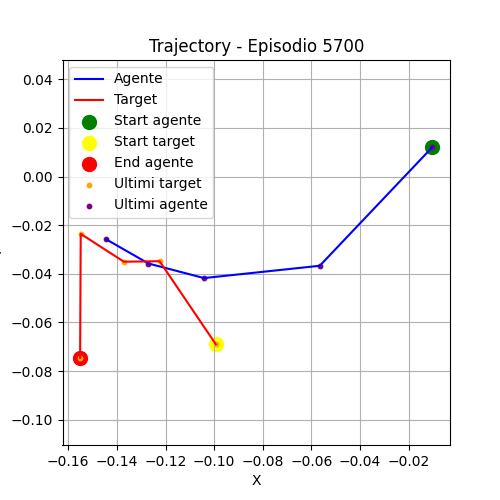 Trajectory - Episodio 5700
Agente
Target
Start agente
Start target
End agente
Ultimi target
Ultimi agente
0.04
0.02
0.00
−0.02
−0.04
−0.06
−0.08
−0.10
−0.16 −0.14 −0.12 −0.10 −0.08 −0.06 −0.04 −0.02
X